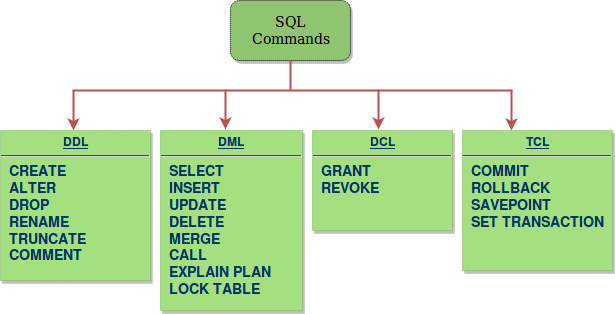 SQL
Commands
DDL
CREATE
ALTER
DROP
RENAME
TRUNCATE
COMMENT
DML
SELECT
INSERT
UPDATE
DELETE
MERGE
CALL
EXPLAIN PLAN
LOCK TABLE
DCL
GRANT
REVOKE
TCL
COMMIT
ROLLBACK
SAVEPOINT
SET TRANSACTION